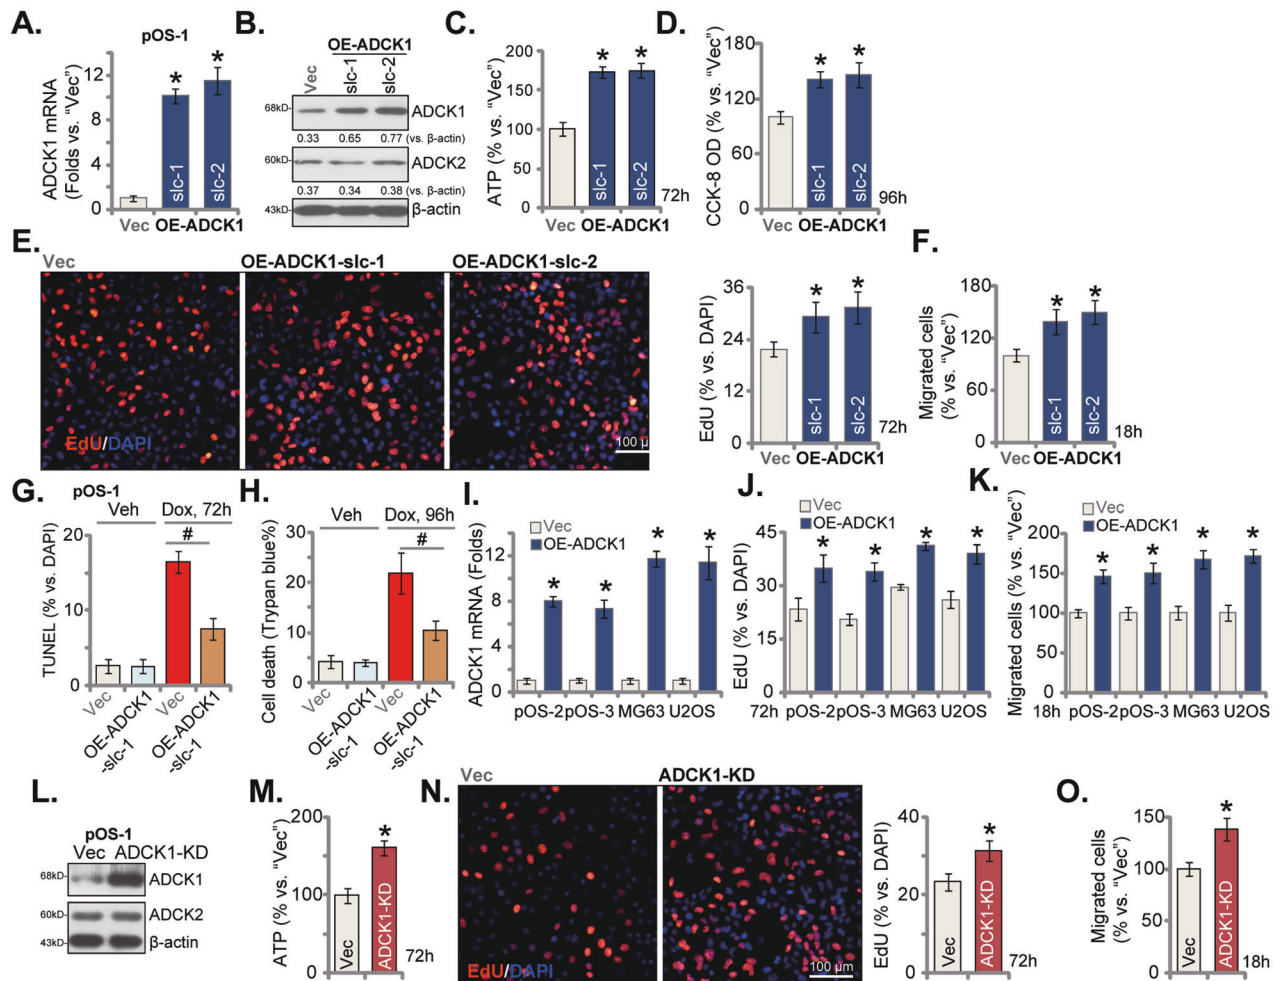 A.
pOS-1
ADCK1 mRNA
(Folds vs. “Vec”)
12
8
4
0
*
*
slc-1
slc-2
Vec OE-ADCK1
B.
OE-ADCK1
Vec
slc-1
slc-2
68kD-
ADCK1
0.33 0.65 0.77 (vs. β-actin)
60kD-
ADCK2
0.37 0.34 0.38 (vs. β-actin)
43kD-
β-actin
C.
ATP (% vs. “Vec”)
200
150
100
50
0
*
*
slc-1
slc-2
72h
Vec OE-ADCK1
D.
CCK-8 OD (% vs. “Vec”)
180
120
60
0
*
*
slc-1
slc-2
96h
Vec OE-ADCK1
E.
Vec
OE-ADCK1-slc-1
OE-ADCK1-slc-2
EdU/DAPI
100 µ
EdU (% vs. DAPI)
36
24
12
0
*
*
slc-1
slc-2
72h
Vec OE-ADCK1
F.
Migrated cells
(% vs. “Vec”)
180
120
60
0
*
*
slc-1
slc-2
18h
Vec OE-ADCK1
G.
pOS-1
Veh
Dox, 72h
#
TUNEL (% vs. DAPI)
20
15
10
5
0
Vec
OE-ADCK1
-slc-1
Vec
OE-ADCK1
-slc-1
H.
Veh
Dox, 96h
#
Cell death (Trypan blue%)
30
20
10
10
0
Vec
OE-ADCK1
-slc-1
Vec
OE-ADCK1
-slc-1
I.
Vec
OE-ADCK1
ADCK1 mRNA (Folds)
12
8
4
0
*
*
*
*
pOS-2 pOS-3 MG63 U2OS
J.
Vec
OE-ADCK1
EdU (% vs. DAPI)
45
30
15
0
*
*
*
*
72h
pOS-2 pOS-3 MG63 U2OS
K.
Vec
OE-ADCK1
Migrated cells (% vs. “Vec”)
200
150
100
50
0
*
*
*
*
18h
pOS-2 pOS-3 MG63 U2OS
L.
pOS-1
Vec ADCK1-KD
68kD-
ADCK1
60kD-
ADCK2
43kD-
β-actin
M.
ATP (% vs. “Vec”)
200
100
0
*
Vec
ADCK1-KD
72h
N.
Vec
ADCK1-KD
EdU/DAPI
100 µm
EdU (% vs. DAPI)
40
20
0
*
Vec
ADCK1-KD
72h
O.
Migrated cells
(% vs. “Vec”)
150
100
50
0
*
Vec
ADCK1-KD
18h